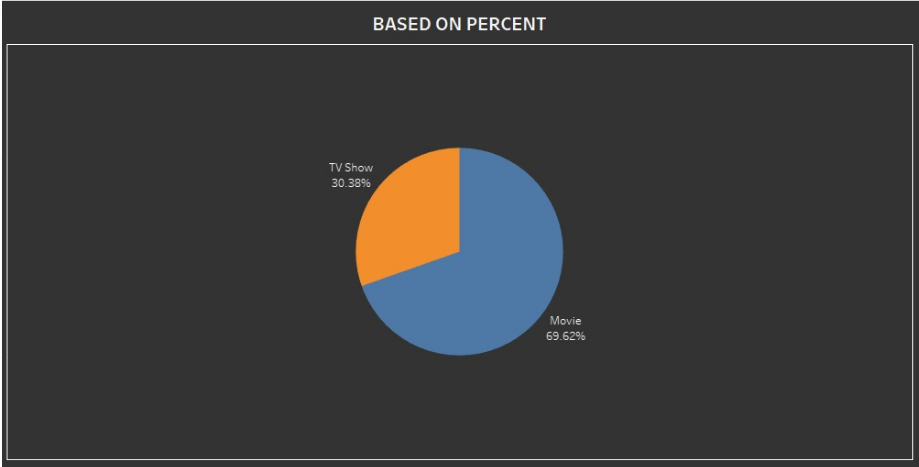 BASED ON PERCENT
TV Show
30.38%
Movie
69.62%